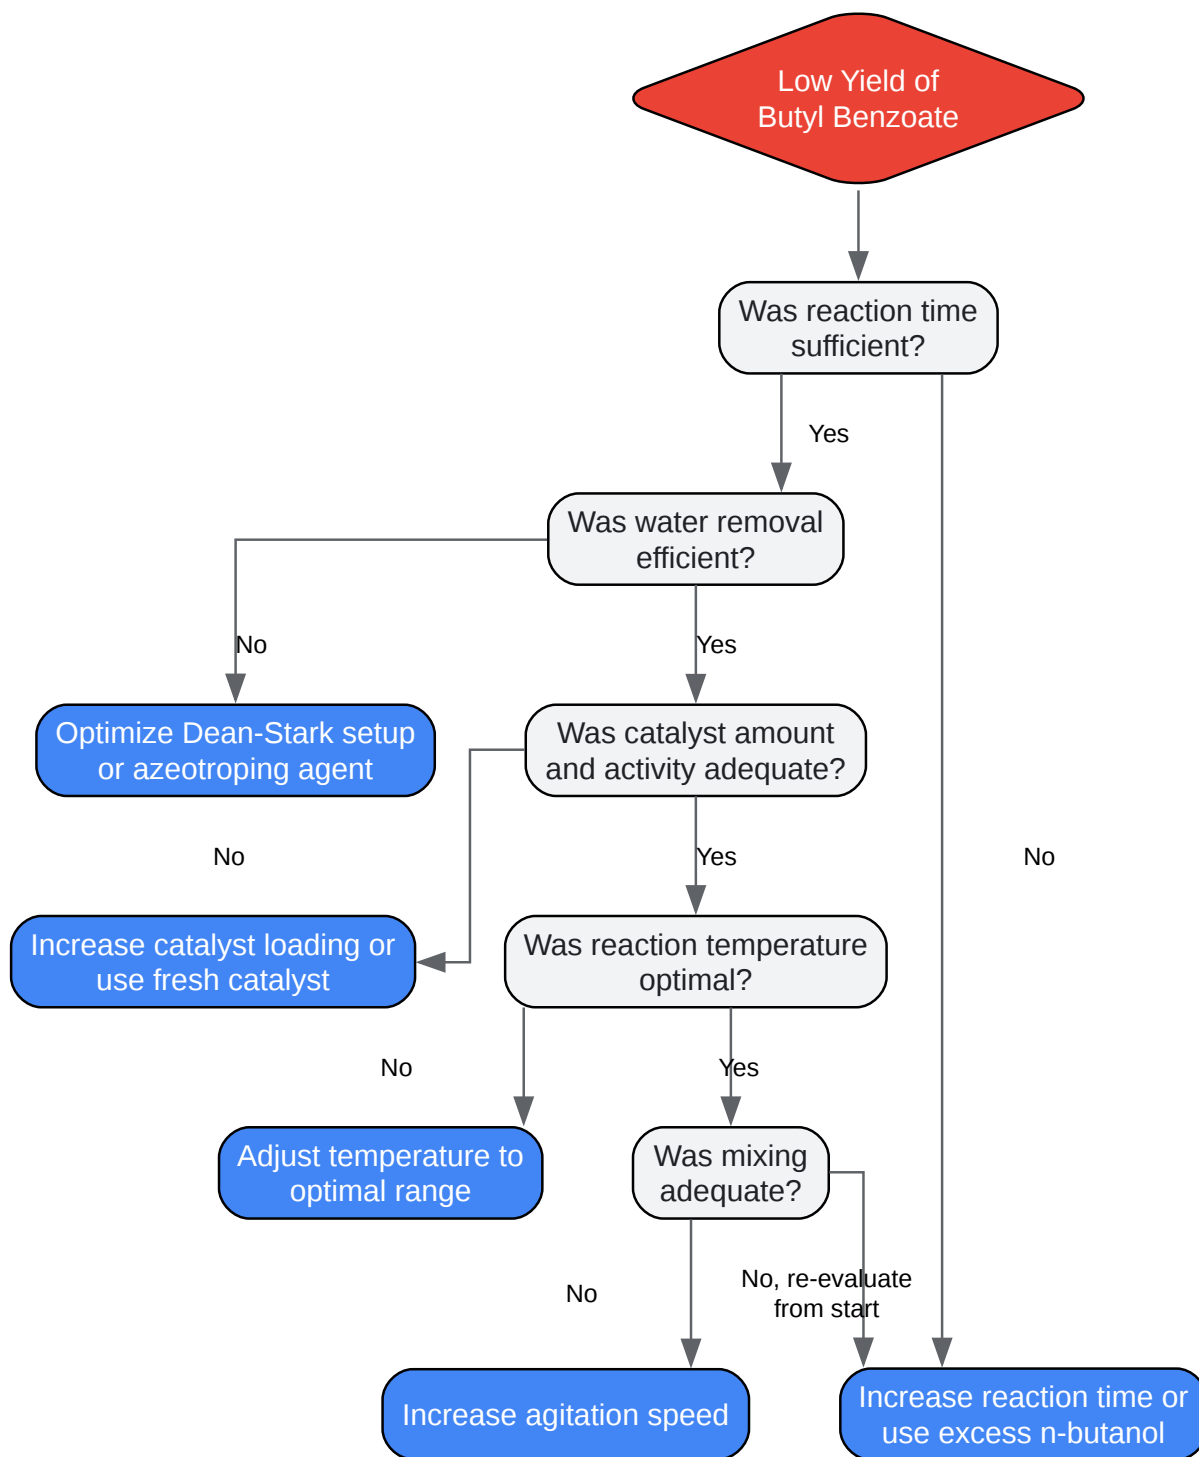 Low Yield of
Butyl Benzoate
Was reaction time
sufficient?
Yes
Was water removal
efficient?
No
Yes
Optimize Dean-Stark setup
or azeotroping agent
Was catalyst amount
and activity adequate?
No
Yes
No
Increase catalyst loading or
use fresh catalyst
Was reaction temperature
optimal?
No
Yes
Adjust temperature to
optimal range
Was mixing
adequate?
No
No, re-evaluate
from start
Increase agitation speed
Increase reaction time or
use excess n-butanol